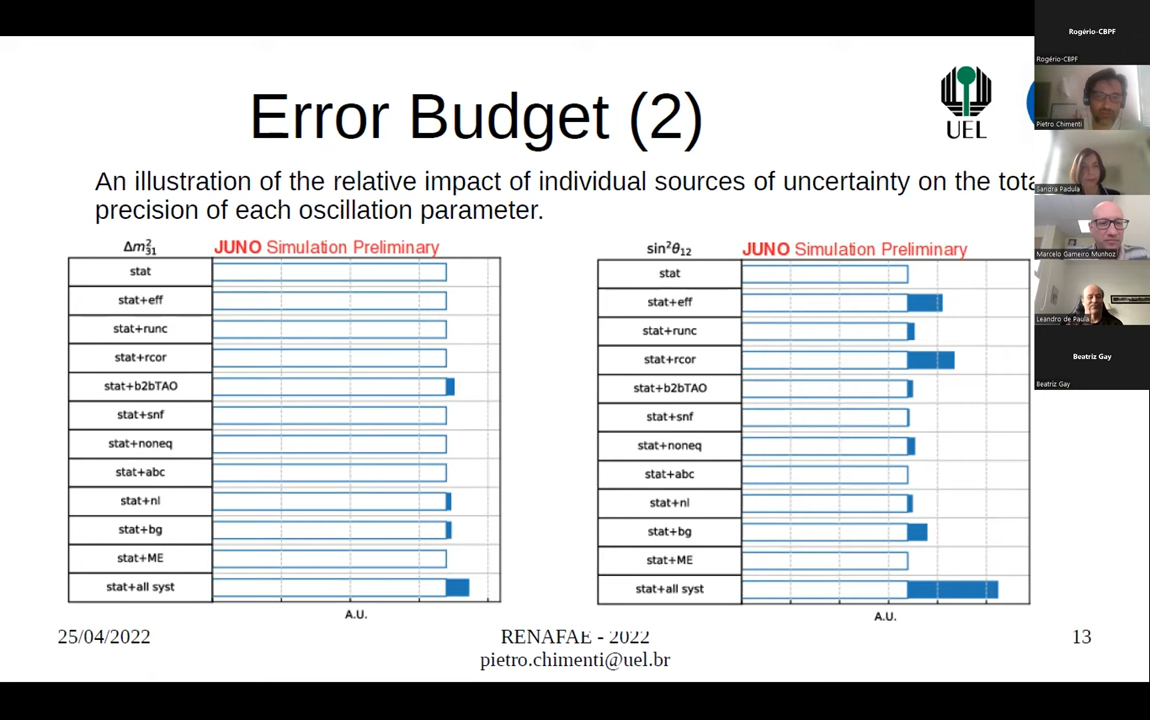 Error Budget (2)
UEL
An illustration of the relative impact of individual sources of uncertainty on the
precision of each oscillation parameter.
Δm²₃₁
JUNO Simulation Preliminary
stat
stat+eff
stat+runc
stat+rcor
stat+b2bTAO
stat+snf
stat+noneq
stat+abc
stat+nl
stat+bg
stat+ME
stat+all syst
A.U.
sin²θ₁₂
JUNO Simulation Preliminary
stat
stat+eff
stat+runc
stat+rcor
stat+b2bTAO
stat+snf
stat+noneq
stat+abc
stat+nl
stat+bg
stat+ME
stat+all syst
A.U.
25/04/2022
RENAFAE - 2022
pietro.chimenti@uel.br
13
Rogério-CBPF
Rogério-CBPF
Pietro Chimenti
Sandra Padula
Marcelo Gameiro Munhoz
Leandro de Paula
Beatriz Gay
Beatriz Gay